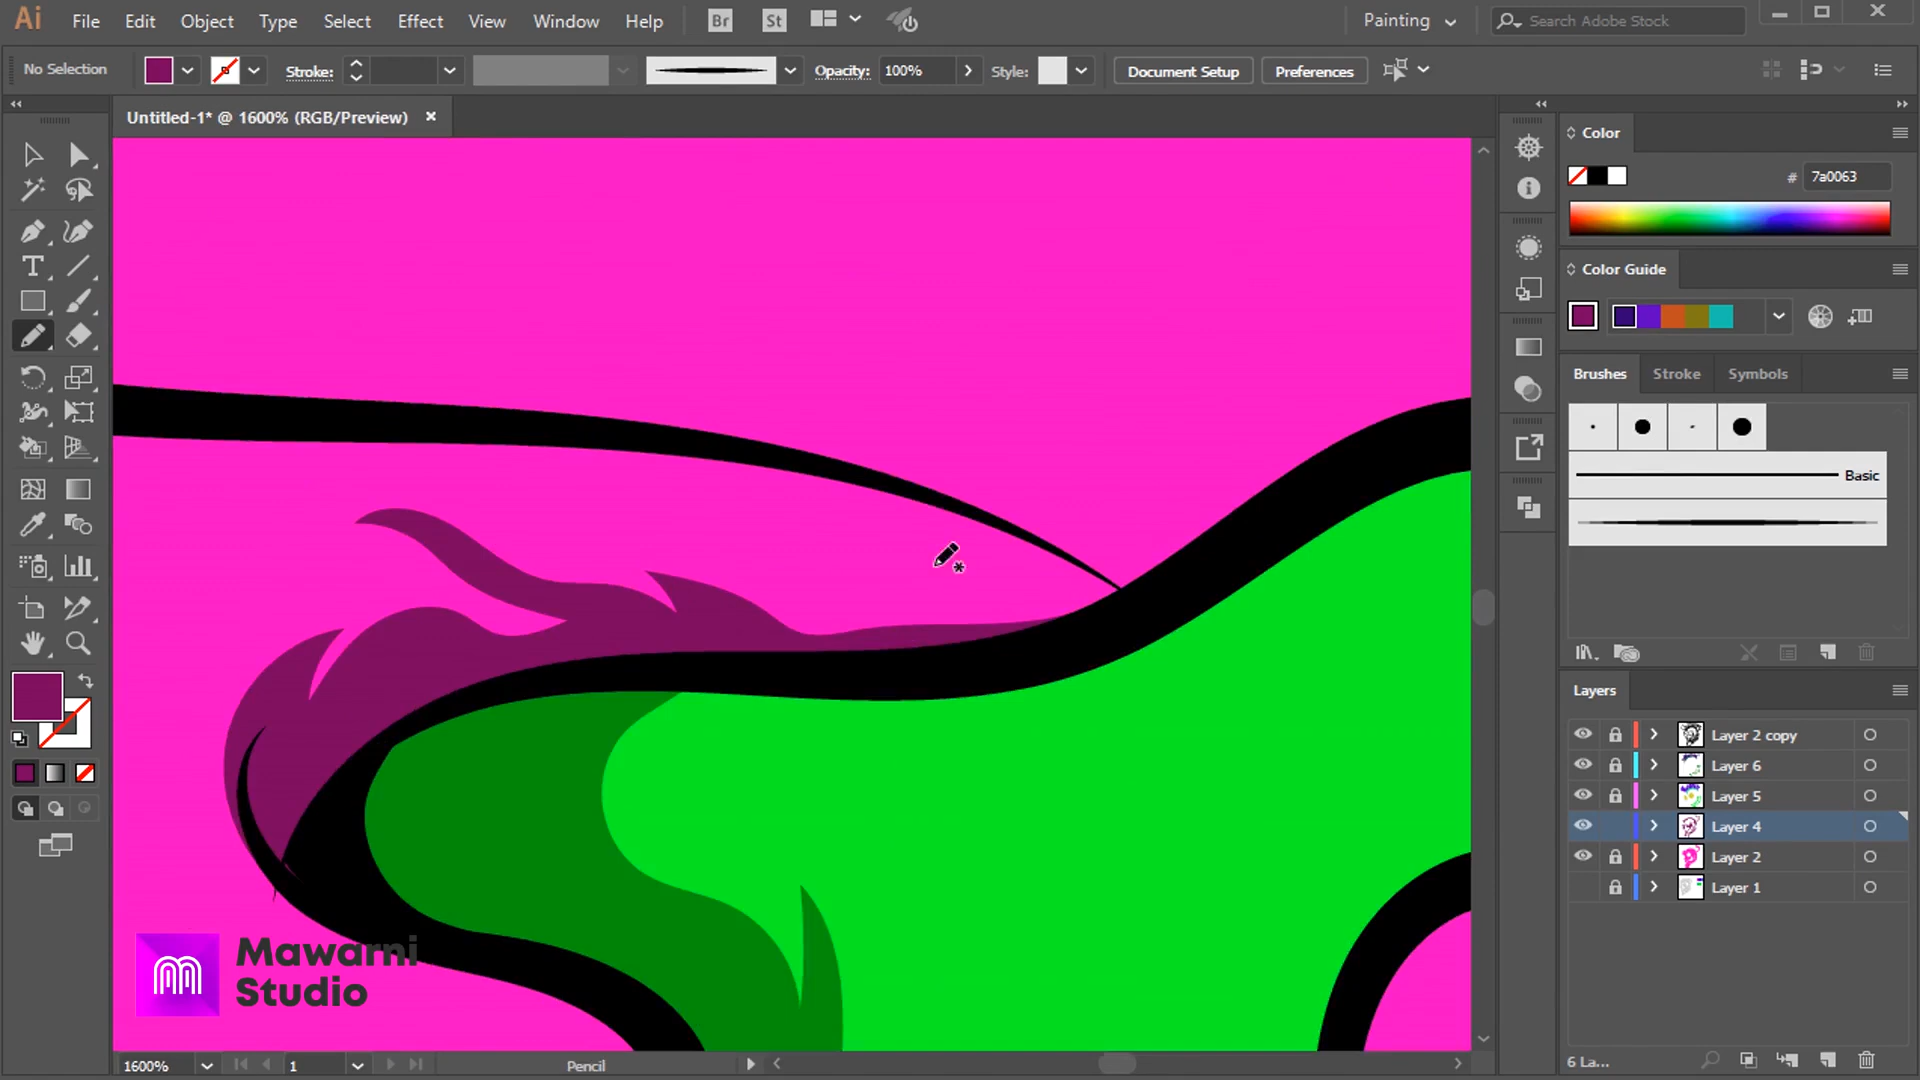 Ai File Edit Object Type Select Effect View Window Help Br St Painting Search Adobe Stock
No Selection Stroke: Opacity: 100% Style: Document Setup Preferences
Untitled-1* @ 1600% (RGB/Preview)
Color
# 7a0063
Color Guide
Brushes Stroke Symbols
Basic
Layers
Layer 2 copy
Layer 6
Layer 5
Layer 4
Layer 2
Layer 1
Mawarni
Studio
1600% 1 Pencil 6 La...